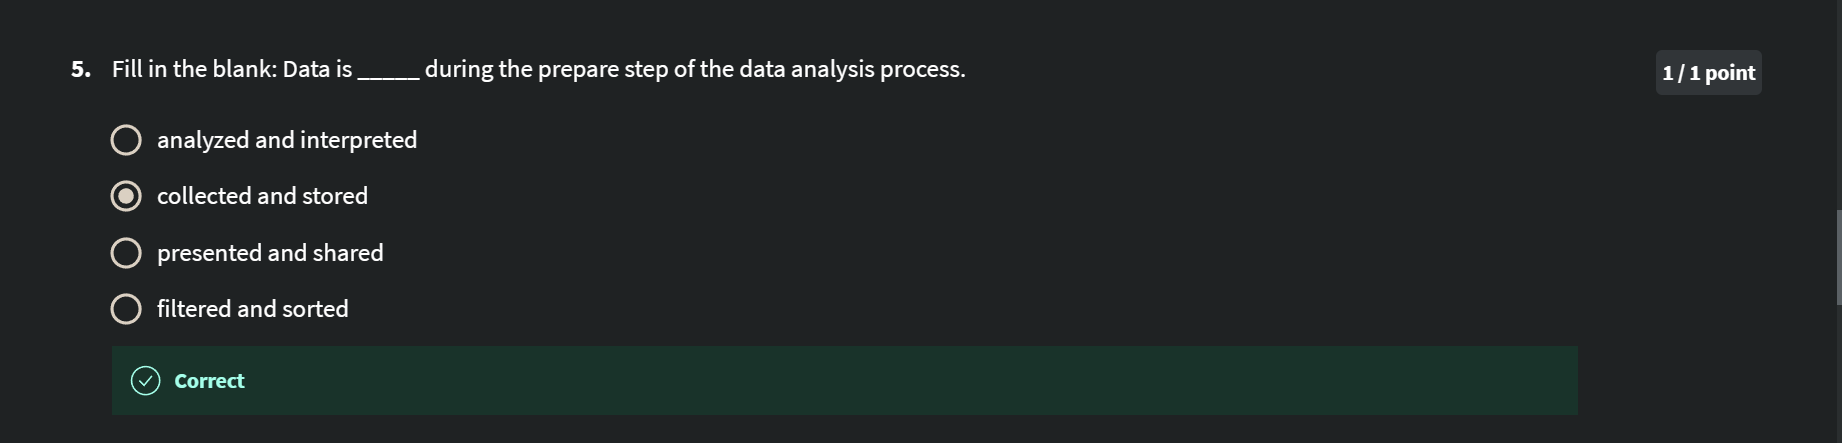 5. Fill in the blank: Data is _____ during the prepare step of the data analysis process.
1 / 1 point
analyzed and interpreted
collected and stored
presented and shared
filtered and sorted
Correct